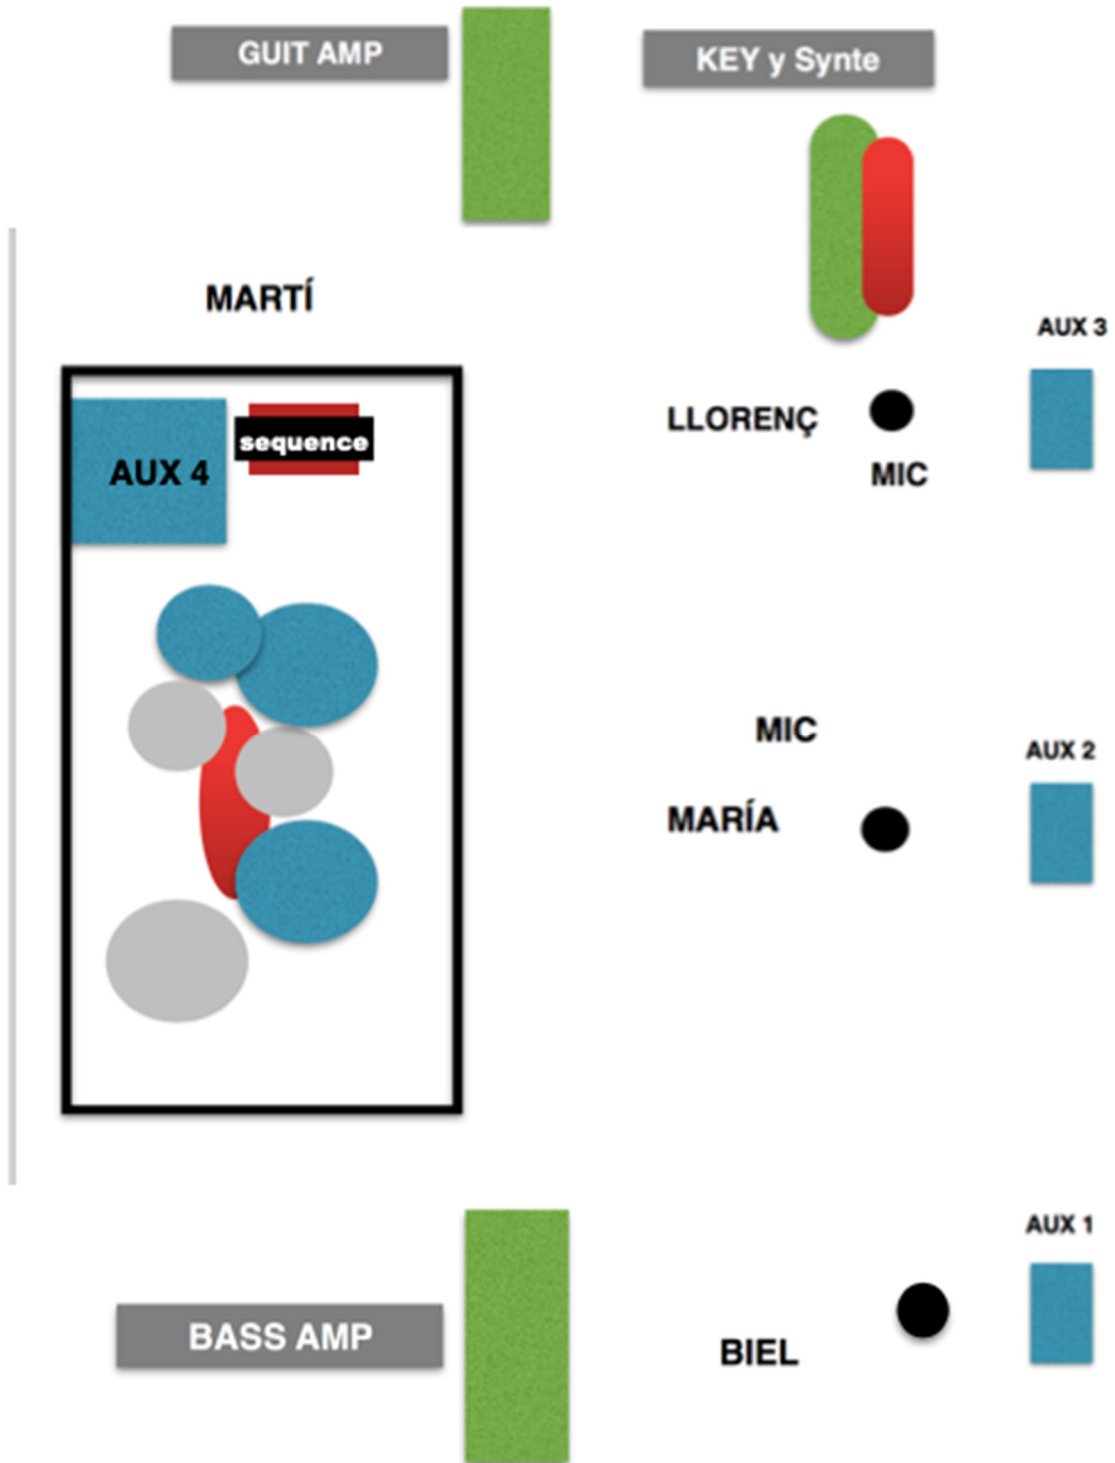 GUIT AMP
KEY y Synte
MARTÍ
AUX 3
sequence
LLORENÇ
AUX 4
MIC
MIC
AUX 2
MARÍA
AUX 1
BASS AMP
BIEL